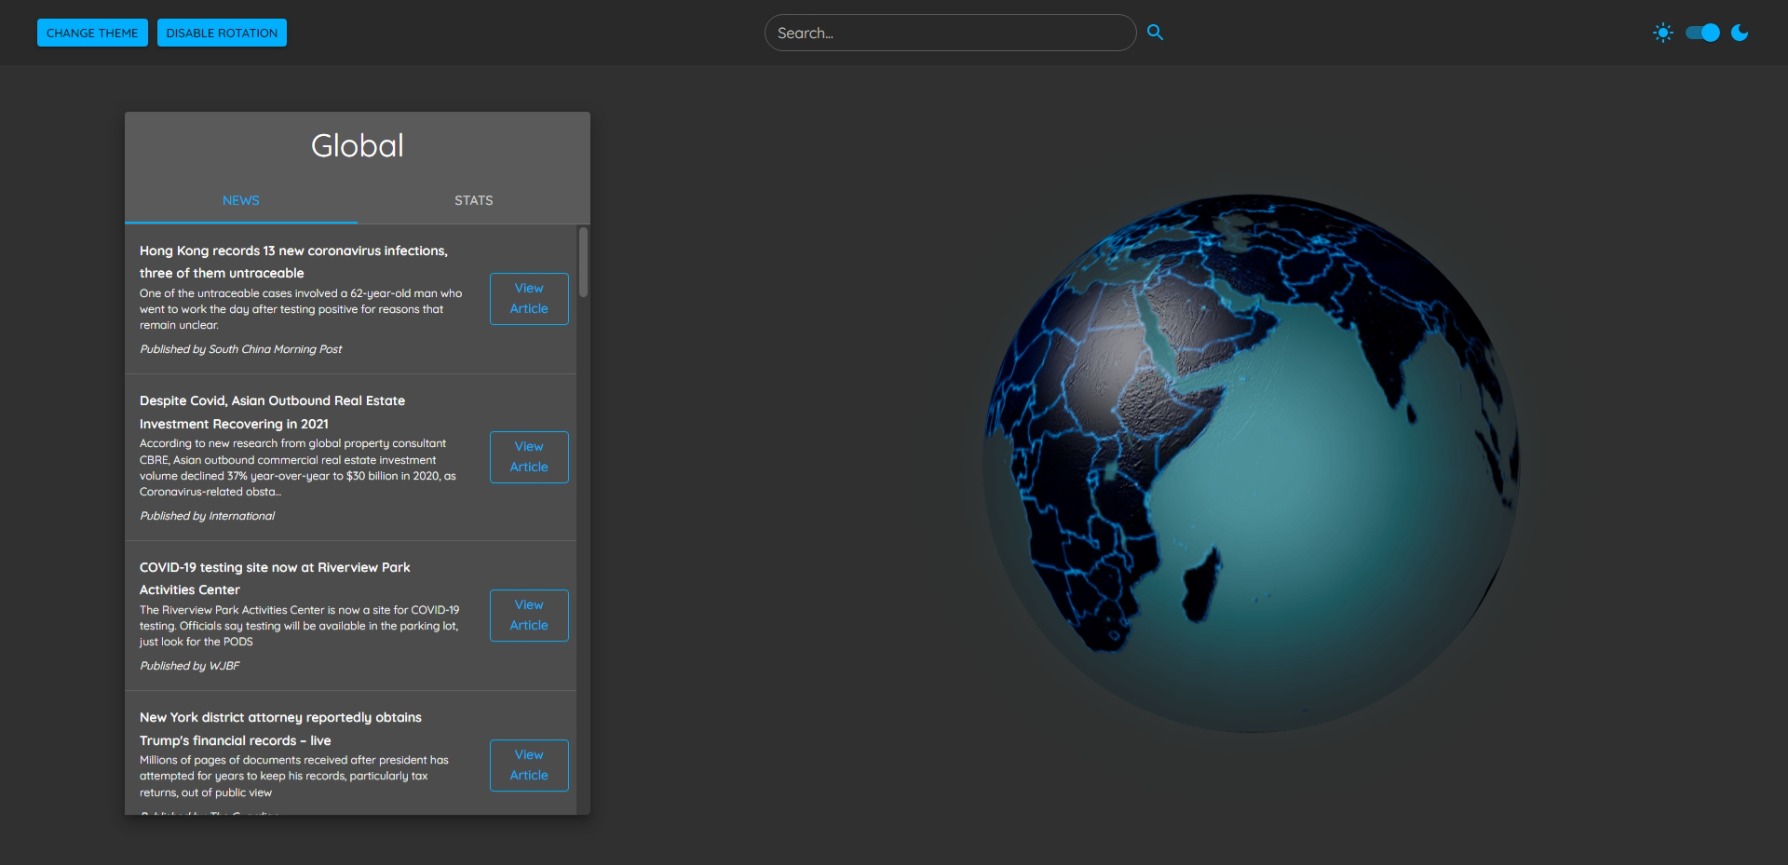 CHANGE THEME
DISABLE ROTATION
Search...
Global
NEWS
STATS
Hong Kong records 13 new coronavirus infections,
three of them untraceable
One of the untraceable cases involved a 62-year-old man who
went to work the day after testing positive for reasons that
remain unclear.
Published by South China Morning Post
View
Article
Despite Covid, Asian Outbound Real Estate
Investment Recovering in 2021
According to new research from global property consultant
CBRE, Asian outbound commercial real estate investment
volume declined 37% year-over-year to $30 billion in 2020, as
Coronavirus-related obsta...
Published by International
View
Article
COVID-19 testing site now at Riverview Park
Activities Center
The Riverview Park Activities Center is now a site for COVID-19
testing. Officials say testing will be available in the parking lot,
just look for the PODS
Published by WJBF
View
Article
New York district attorney reportedly obtains
Trump's financial records – live
Millions of pages of documents received after president has
attempted for years to keep his records, particularly tax
returns, out of public view
View
Article